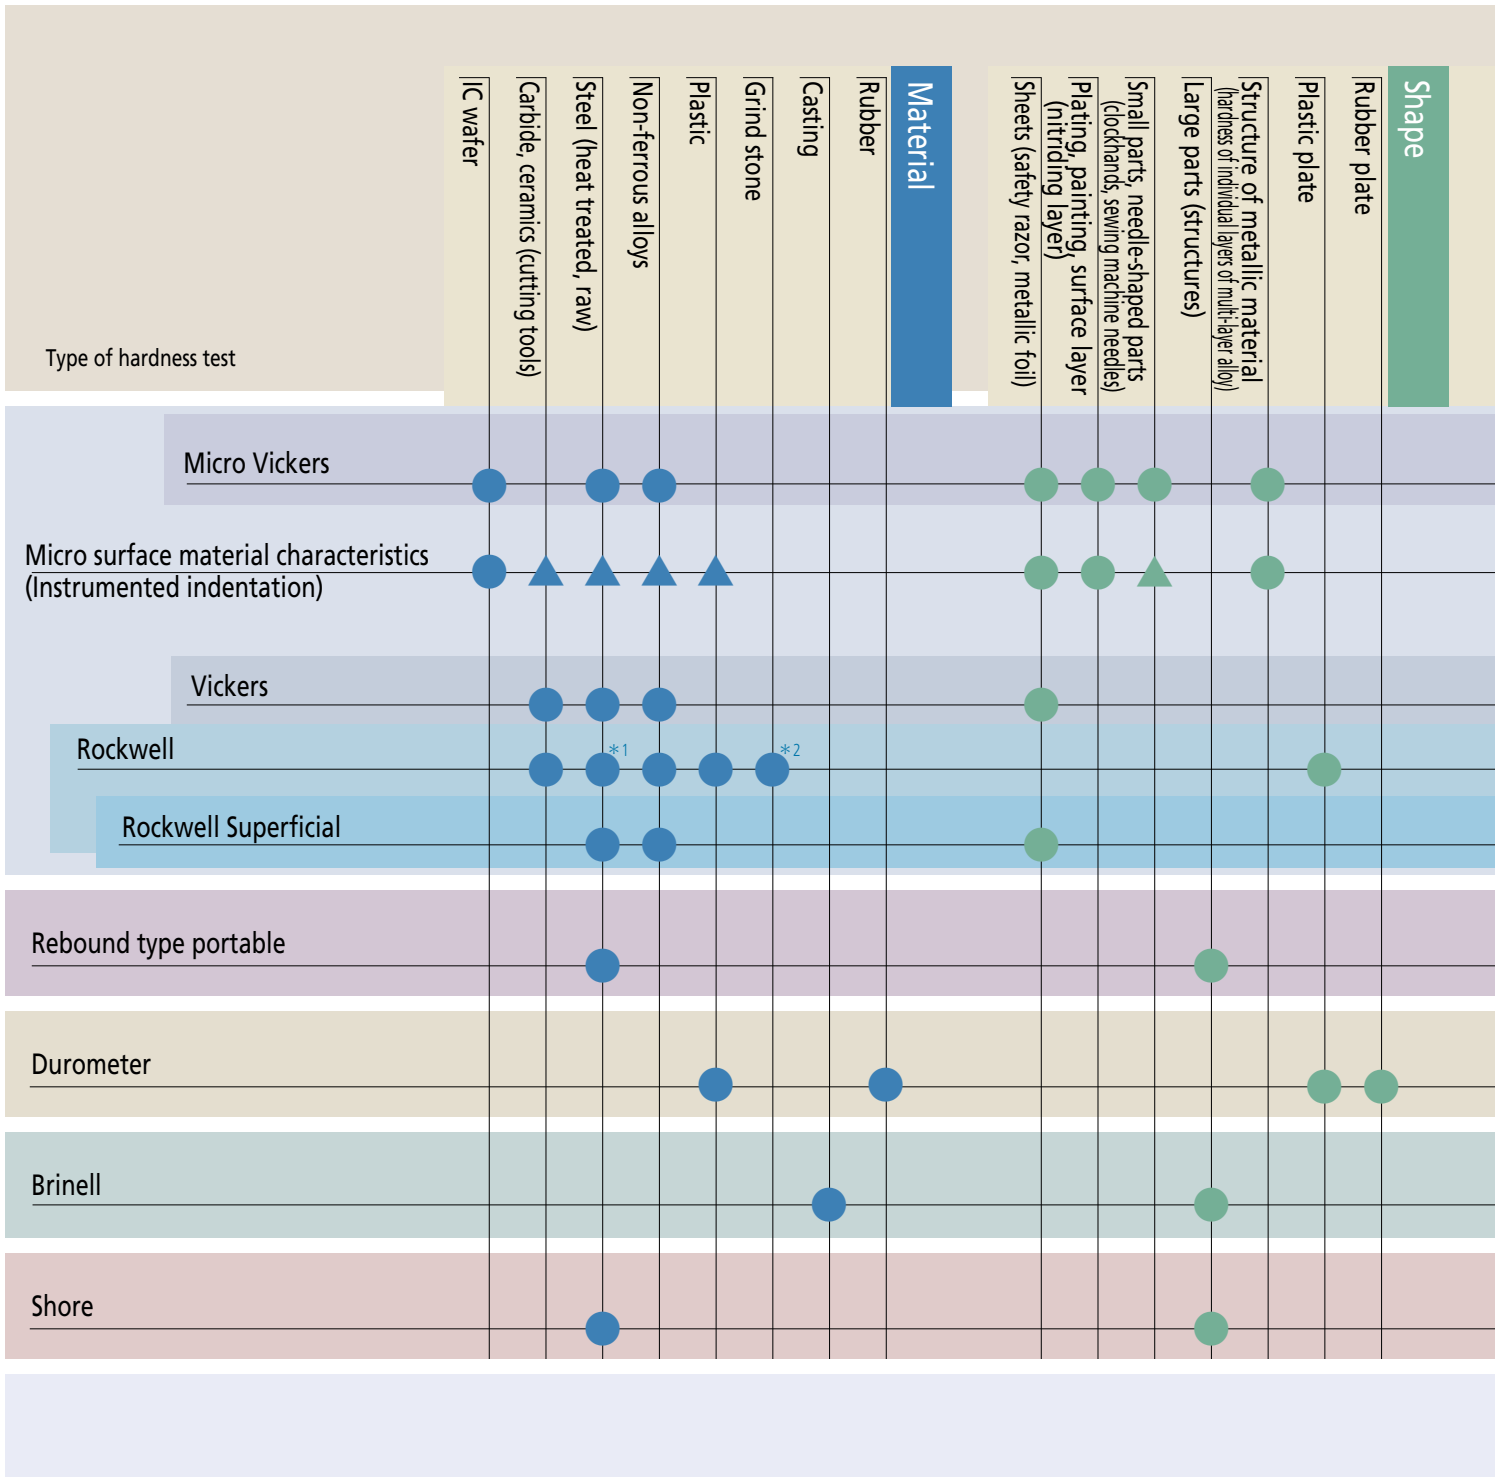 IC wafer
Carbide, ceramics (cutting tools)
Steel (heat treated, raw)
Non-ferrous alloys
Plastic
Grind stone
Casting
Rubber
Material
Sheets (safety razor, metallic foil)
Plating, painting, surface layer
(nitriding layer)
Small parts, needle-shaped parts
(clockhands, sewing machine needles)
Large parts (structures)
Structure of metallic material
(hardness of individual layers of multi-layer alloy)
Plastic plate
Rubber plate
Shape
Type of hardness test
Micro Vickers
Micro surface material characteristics
(Instrumented indentation)
Vickers
Rockwell
*1
*2
Rockwell Superficial
Rebound type portable
Durometer
Brinell
Shore